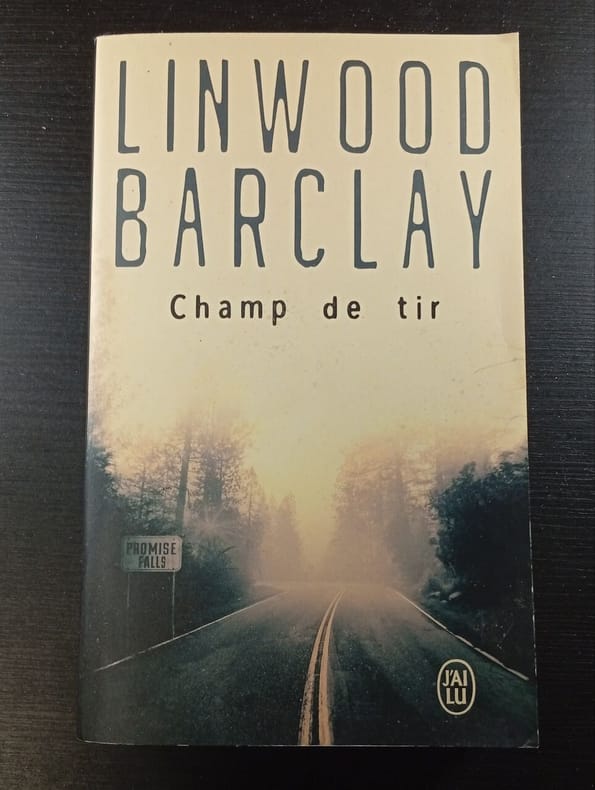 LINWOOD
BARCLAY
Champ de tir
PROMISE
FALLS
J'AI
LU